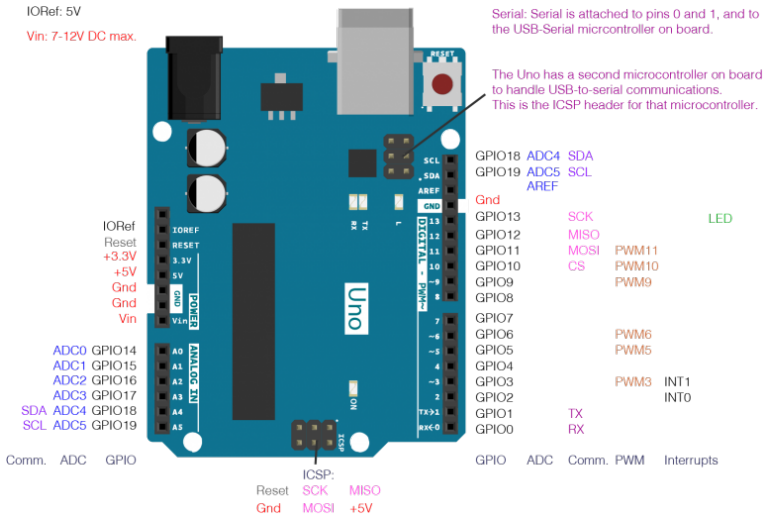 IORef: 5V
Vin: 7-12V DC max.
Serial: Serial is attached to pins 0 and 1, and to
the USB-Serial micrcontroller on board.
The Uno has a second microcontroller on board
to handle USB-to-serial communications.
This is the ICSP header for that microcontroller.
RESET
SCL
SDA
AREF
GND
13
12
11
10
~9
8
7
~6
~5
4
~3
2
TX→1
RX←0
DIGITAL - PWM~
RX
TX
L
Uno
ON
ICSP
IOREF
RESET
3.3V
5V
GND
Vin
POWER
A0
A1
A2
A3
A4
A5
ANALOG IN
IORef
Reset
+3.3V
+5V
Gnd
Gnd
Vin
ADC0 GPIO14
ADC1 GPIO15
ADC2 GPIO16
ADC3 GPIO17
SDA ADC4 GPIO18
SCL ADC5 GPIO19
Comm. ADC GPIO
GPIO18 ADC4 SDA
GPIO19 ADC5 SCL
AREF
Gnd
GPIO13 SCK LED
GPIO12 MISO
GPIO11 MOSI PWM11
GPIO10 CS PWM10
GPIO9 PWM9
GPIO8
GPIO7
GPIO6 PWM6
GPIO5 PWM5
GPIO4
GPIO3 PWM3 INT1
GPIO2 INT0
GPIO1 TX
GPIO0 RX
GPIO ADC Comm. PWM Interrupts
ICSP:
Reset SCK MISO
Gnd MOSI +5V